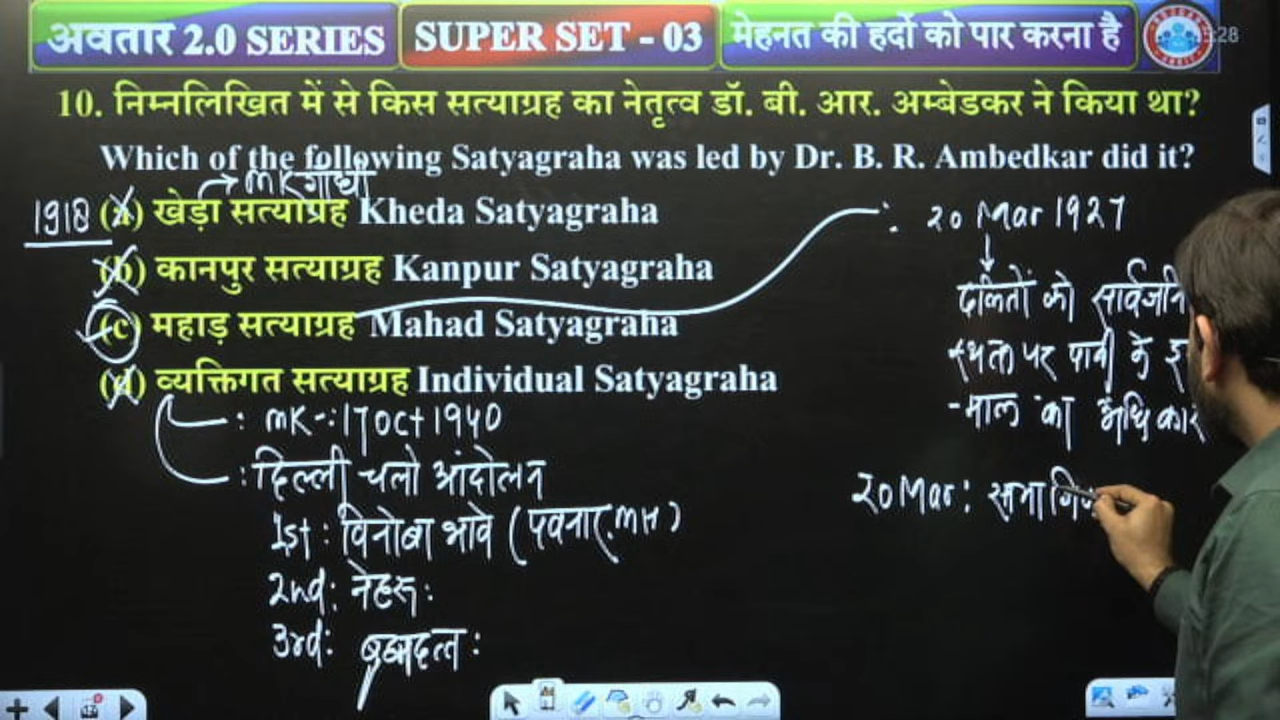 अवतार 2.0 SERIES SUPER SET - 03 मेहनत की हदों को पार करना है
:28
10. निम्नलिखित में से किस सत्याग्रह का नेतृत्व डॉ. बी. आर. अम्बेडकर ने किया था?
Which of the following Satyagraha was led by Dr. B. R. Ambedkar did it?
MK गांधी
1918 (a) खेड़ा सत्याग्रह Kheda Satyagraha
(b) कानपुर सत्याग्रह Kanpur Satyagraha
(c) महाड़ सत्याग्रह Mahad Satyagraha
(d) व्यक्तिगत सत्याग्रह Individual Satyagraha
: MK-:17 Oct 1940
: दिल्ली चलो आंदोलन
1st : विनोबा भावे (पवनार, MH)
2nd: नेहरू:
3rd: ब्रह्मदत्त:
: 20 Mar 1927
दलितों को
स्थल पर पानी के इ
-माल का अधिकार
20 Mar: